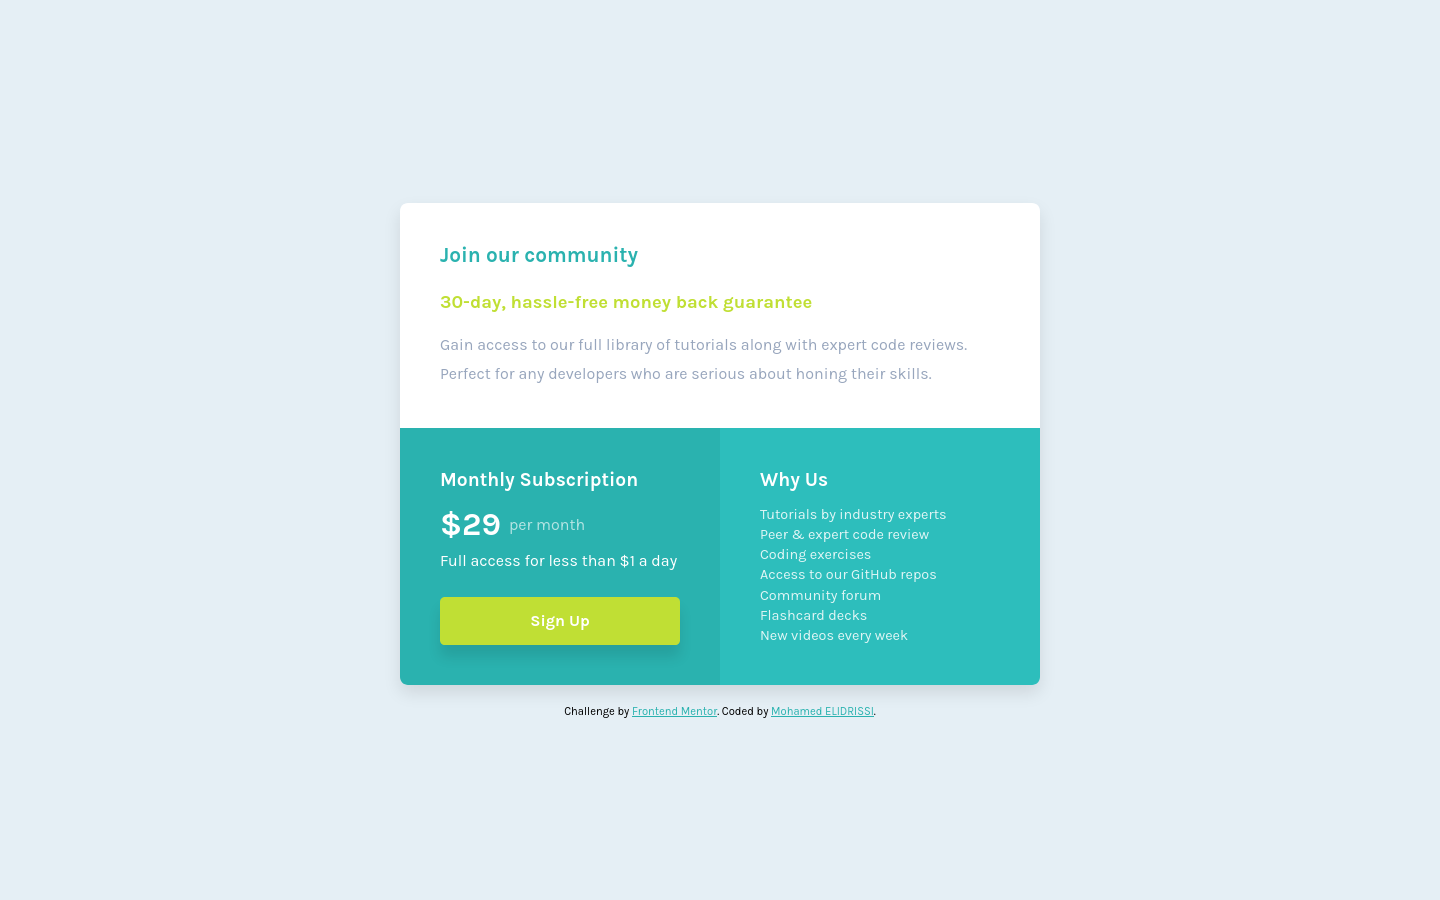 Join our community
30-day, hassle-free money back guarantee
Gain access to our full library of tutorials along with expert code reviews.
Perfect for any developers who are serious about honing their skills.
Monthly Subscription
$29 per month
Full access for less than $1 a day
Sign Up
Why Us
Tutorials by industry experts
Peer & expert code review
Coding exercises
Access to our GitHub repos
Community forum
Flashcard decks
New videos every week
Challenge by Frontend Mentor. Coded by Mohamed ELIDRISSI.